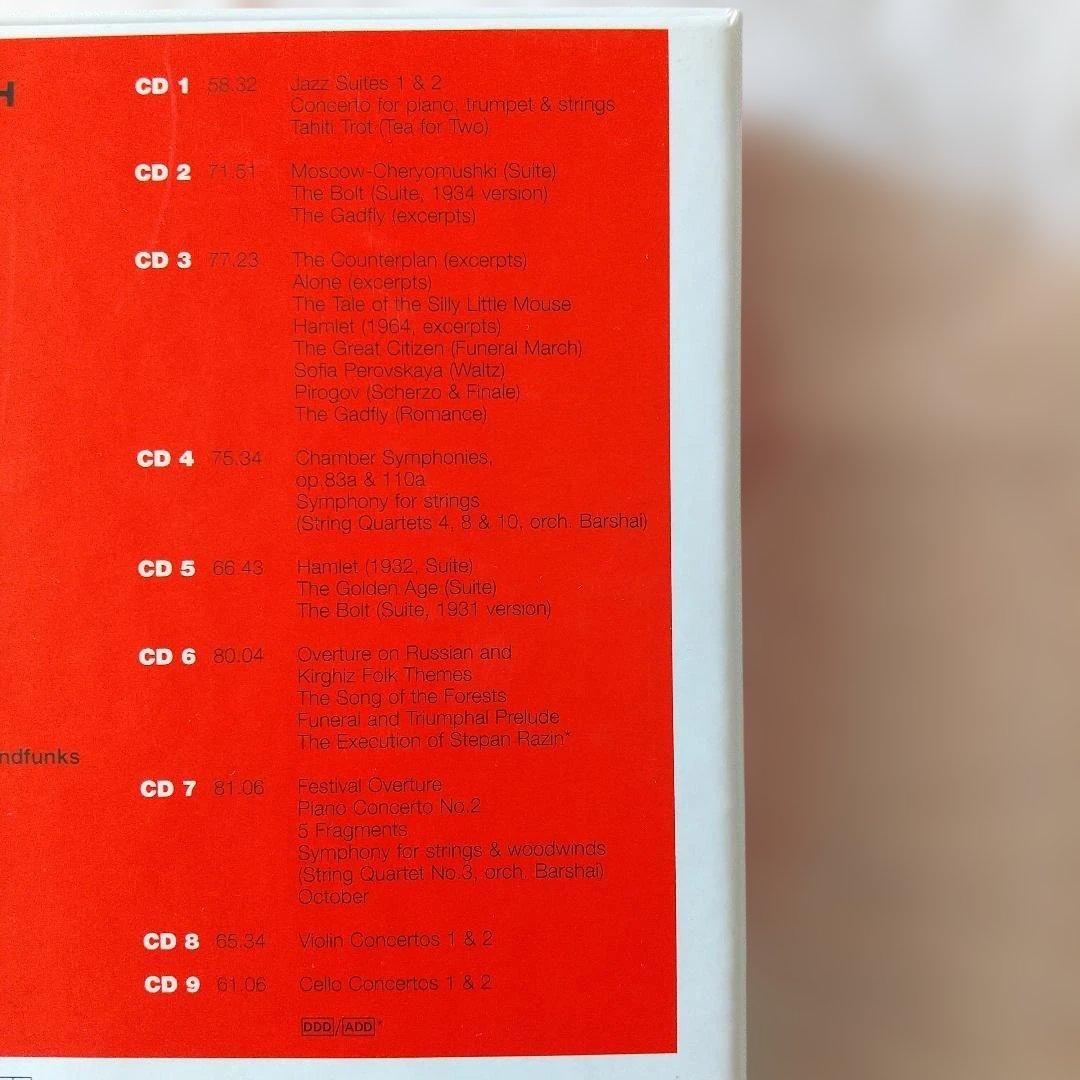 H
CD 1 58.32 Jazz Suites 1 & 2
Concerto for piano, trumpet & strings
Tahiti Trot (Tea for Two)
CD 2 71.51 Moscow-Cheryomushki (Suite)
The Bolt (Suite, 1934 version)
The Gadfly (excerpts)
CD 3 77.23 The Counterplan (excerpts)
Alone (excerpts)
The Tale of the Silly Little Mouse
Hamlet (1964, excerpts)
The Great Citizen (Funeral March)
Sofia Perovskaya (Waltz)
Pirogov (Scherzo & Finale)
The Gadfly (Romance)
CD 4 75.34 Chamber Symphonies,
op.83a & 110a
Symphony for strings
(String Quartets 4, 8 & 10, orch. Barshai)
CD 5 66.43 Hamlet (1932, Suite)
The Golden Age (Suite)
The Bolt (Suite, 1931 version)
CD 6 80.04 Overture on Russian and
Kirghiz Folk Themes
The Song of the Forests
Funeral and Triumphal Prelude
The Execution of Stepan Razin*
ndfunks
CD 7 81.06 Festival Overture
Piano Concerto No.2
5 Fragments
Symphony for strings & woodwinds
(String Quartet No.3, orch. Barshai)
October
CD 8 65.34 Violin Concertos 1 & 2
CD 9 61.06 Cello Concertos 1 & 2
DDD/ADD*